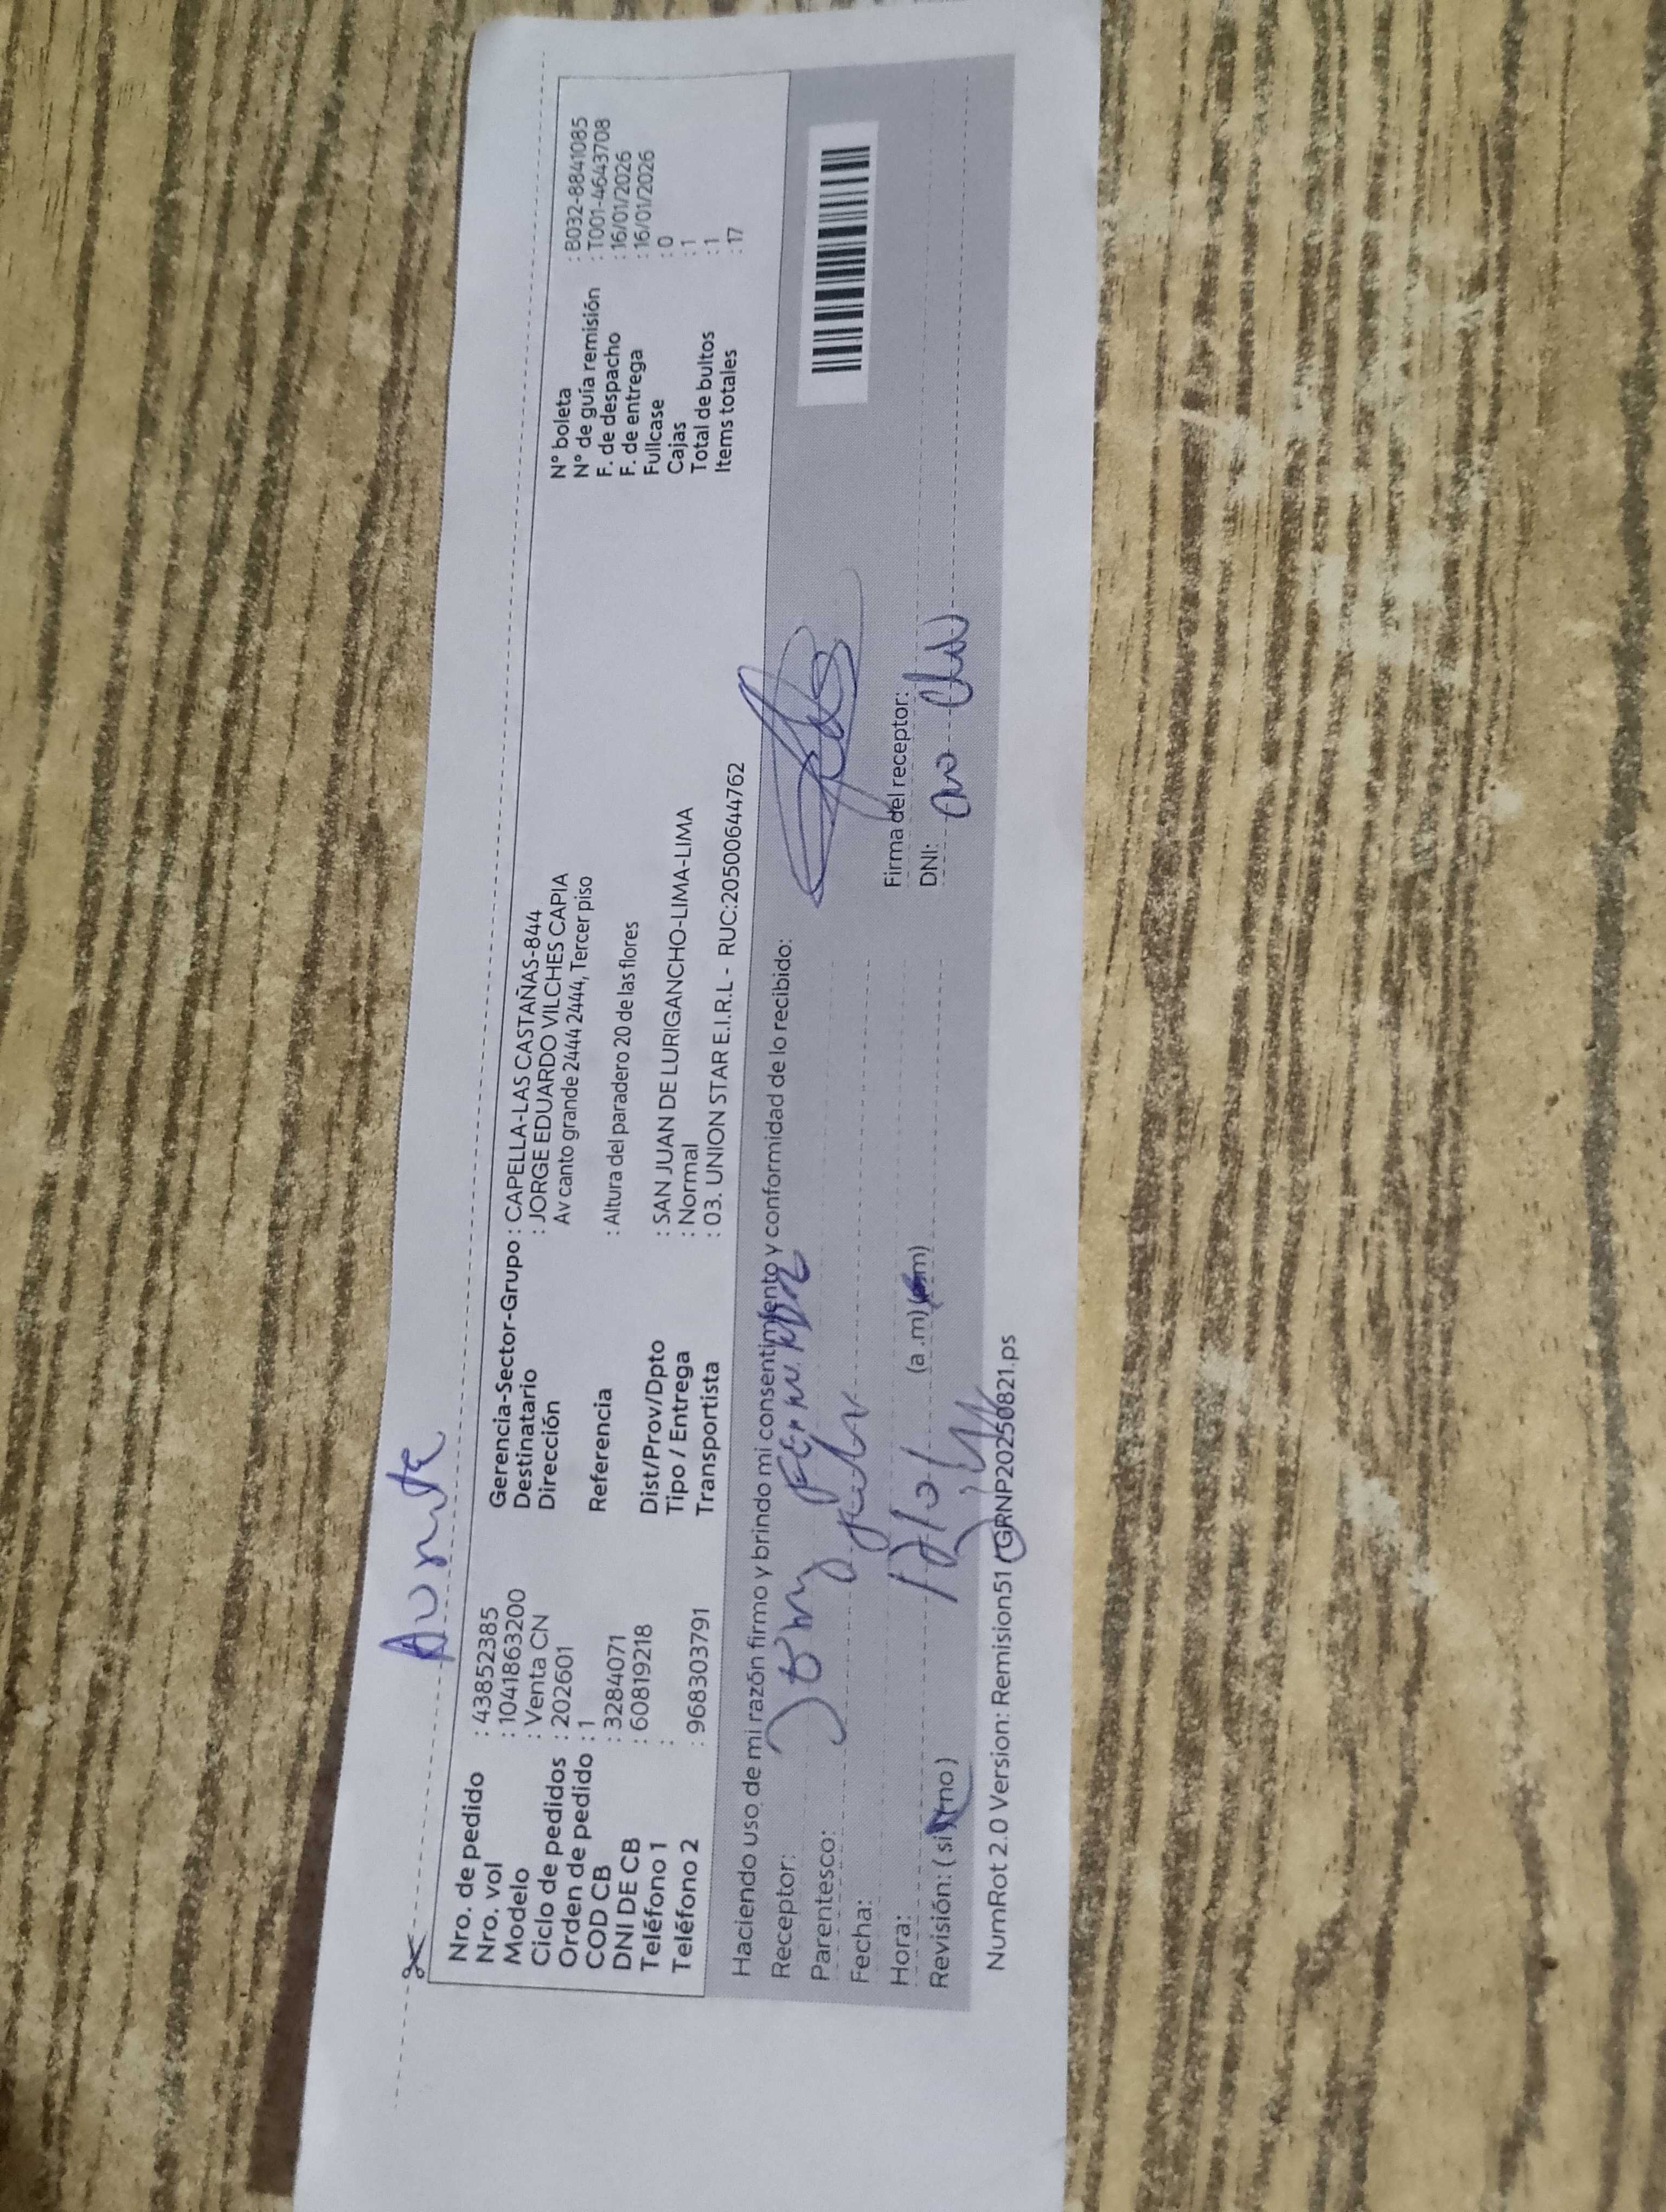 Nro. de pedido : 43852385
Nro. vol : 1041863200
Modelo : Venta CN
Ciclo de pedidos : 202601
Orden de pedido : 1
COD CB : 3284071
DNI DE CB : 60819218
Teléfono 1 :
Teléfono 2 : 968303791
Gerencia-Sector-Grupo : CAPELLA-LAS CASTAÑAS-844
Destinatario : JORGE EDUARDO VILCHES CAPIA
Dirección Av canto grande 2444 2444, Tercer piso
Referencia : Altura del paradero 20 de las flores
Dist/Prov/Dpto : SAN JUAN DE LURIGANCHO-LIMA-LIMA
Tipo / Entrega : Normal
Transportista : 03. UNION STAR E.I.R.L - RUC:20500644762
N° boleta : B032-8841085
N° de guía remisión : T001-4643708
F. de despacho : 16/01/2026
F. de entrega : 16/01/2026
Fullcase : 0
Cajas : 1
Total de bultos : 1
Items totales : 17
Haciendo uso de mi razón firmo y brindo mi consentimiento y conformidad de lo recibido:
Receptor:
Parentesco:
Fecha:
Hora: (a .m)
Revisión: ( si no )
Firma del receptor:
DNI:
NumRot 2.0 Version: Remision51 GRNP20250821.ps